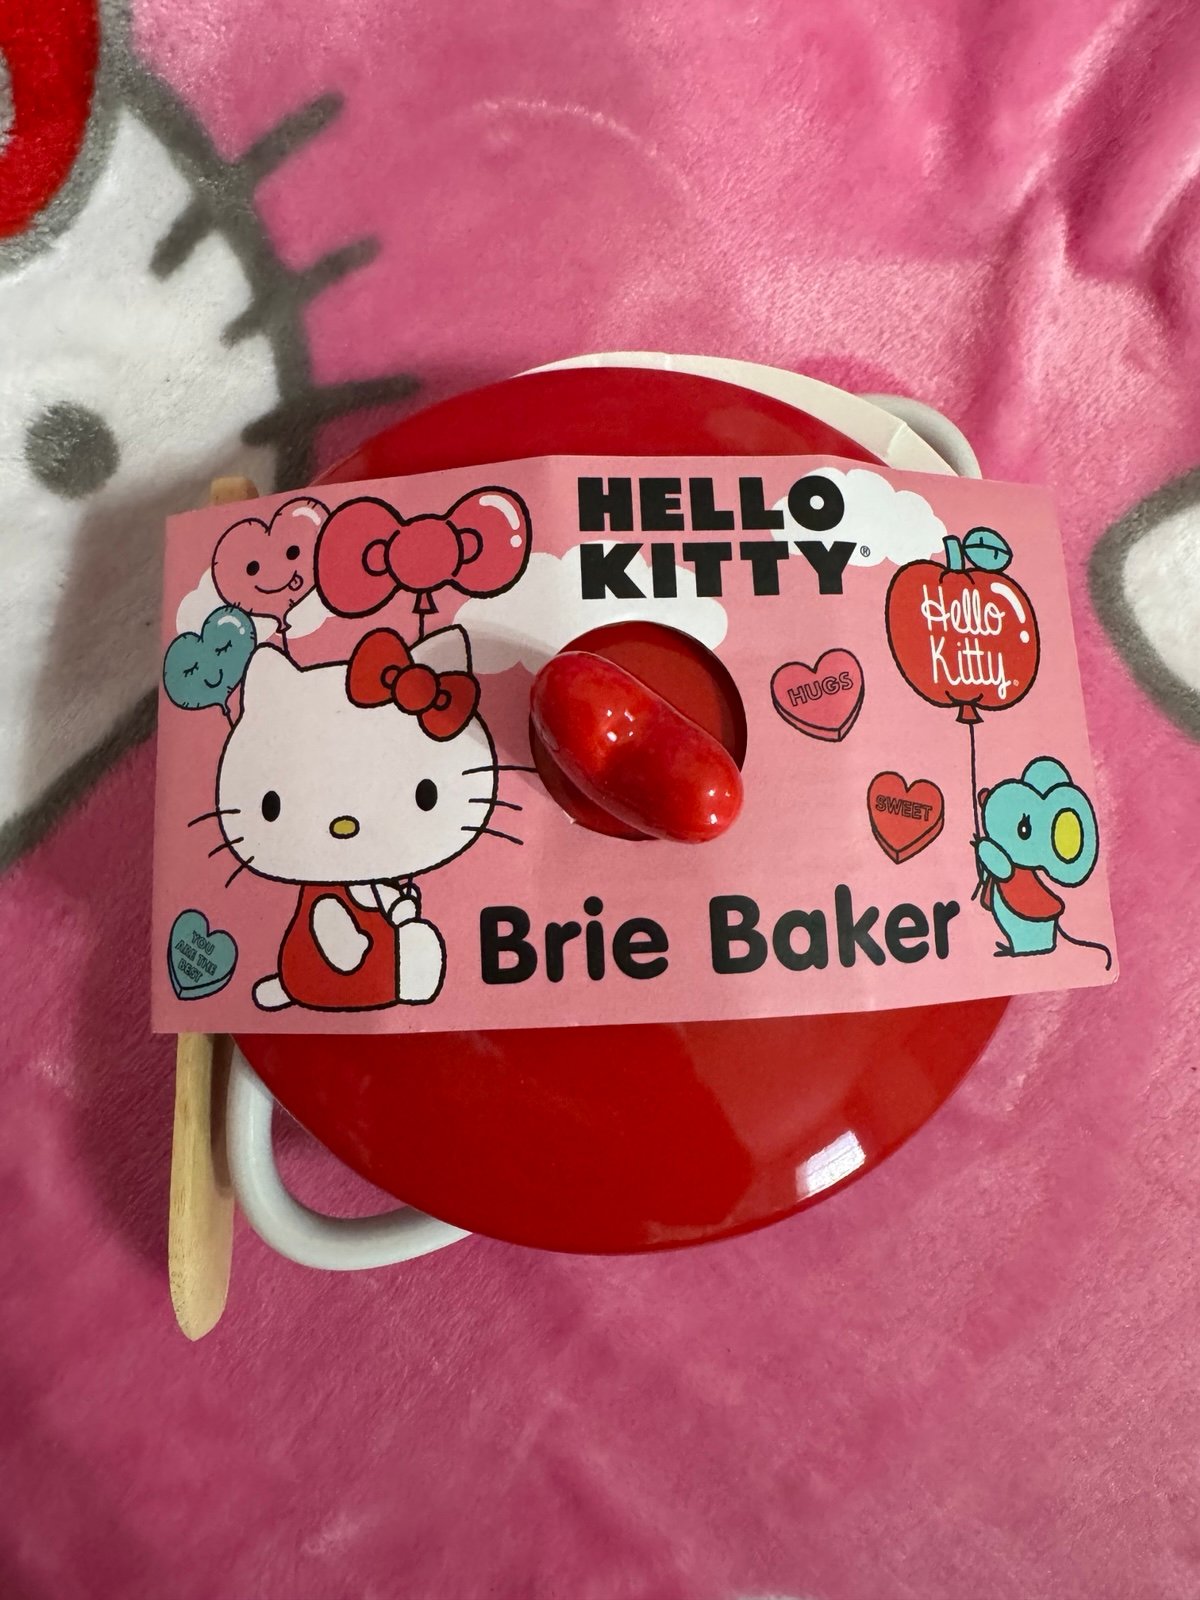 HELLO
KITTY®
Hello
Kitty
HUGS
SWEET
YOU
ARE THE
BEST
Brie Baker